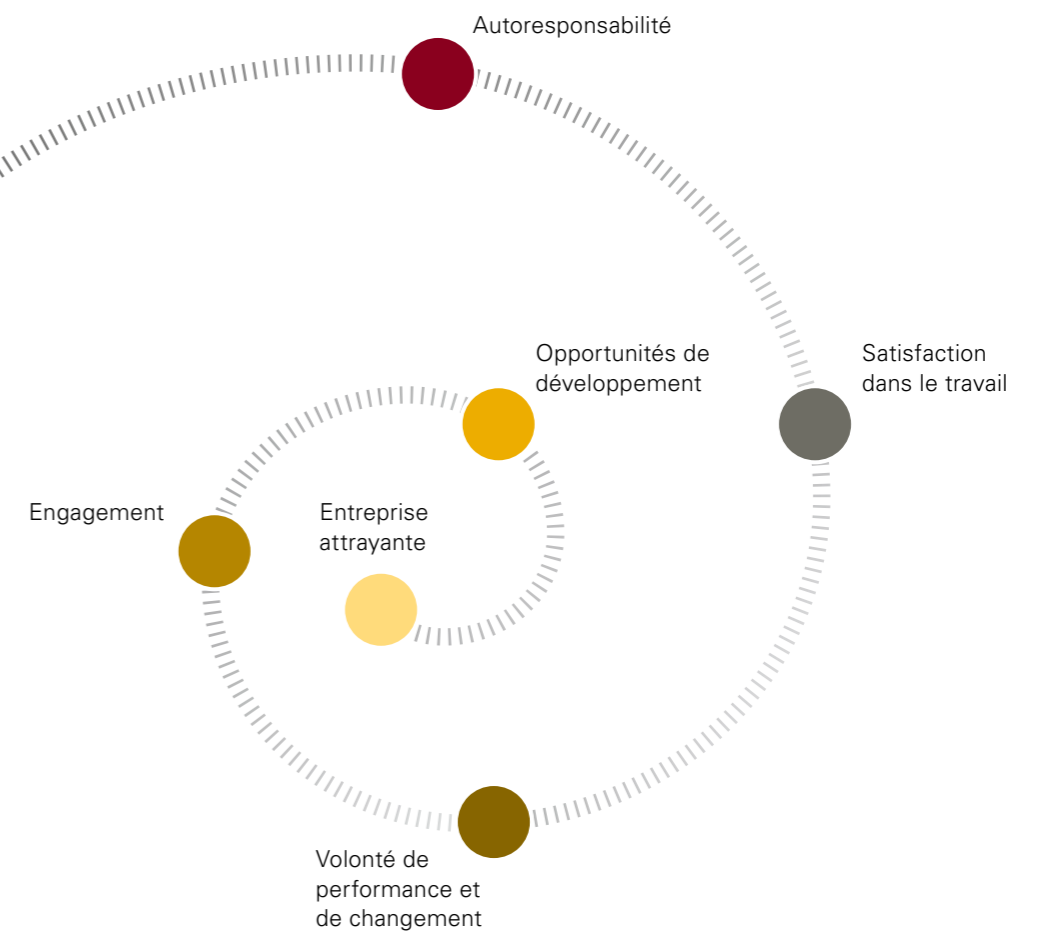 Autoresponsabilité
Opportunités de
développement
Satisfaction
dans le travail
Engagement
Entreprise
attrayante
Volonté de
performance et
de changement